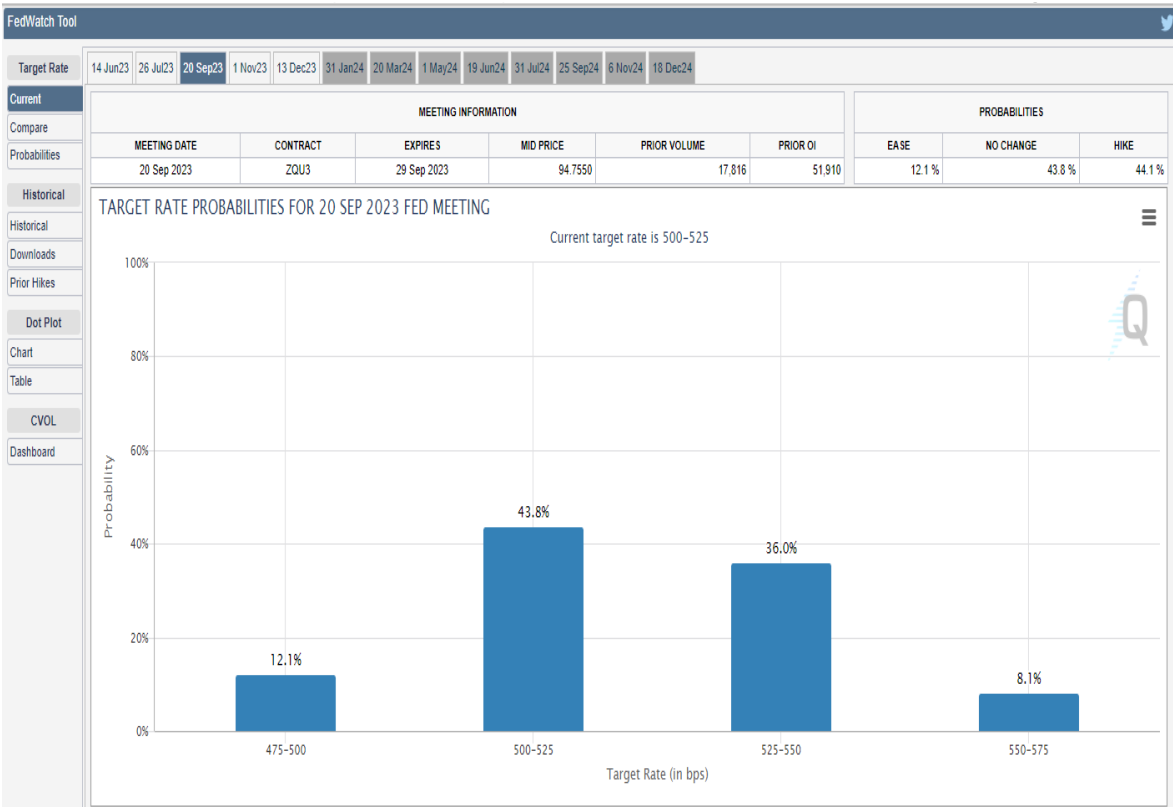 FedWatch Tool
Target Rate
Current
Compare
Probabilities
Historical
Historical
Downloads
Prior Hikes
Dot Plot
Chart
Table
CVOL
Dashboard
14 Jun23 26 Jul23 20 Sep23 1 Nov23 13 Dec23 31 Jan24 20 Mar24 1 May24 19 Jun24 31 Jul24 25 Sep24 6 Nov24 18 Dec24
MEETING INFORMATION
MEETING DATE CONTRACT EXPIRES MID PRICE PRIOR VOLUME PRIOR OI
20 Sep 2023 ZQU3 29 Sep 2023 94.7550 17,816 51,910
PROBABILITIES
EASE NO CHANGE HIKE
12.1 % 43.8 % 44.1 %
TARGET RATE PROBABILITIES FOR 20 SEP 2023 FED MEETING
Current target rate is 500-525
Q
Probability
100%
80%
60%
40%
20%
0%
12.1%
43.8%
36.0%
8.1%
475-500 500-525 525-550 550-575
Target Rate (in bps)